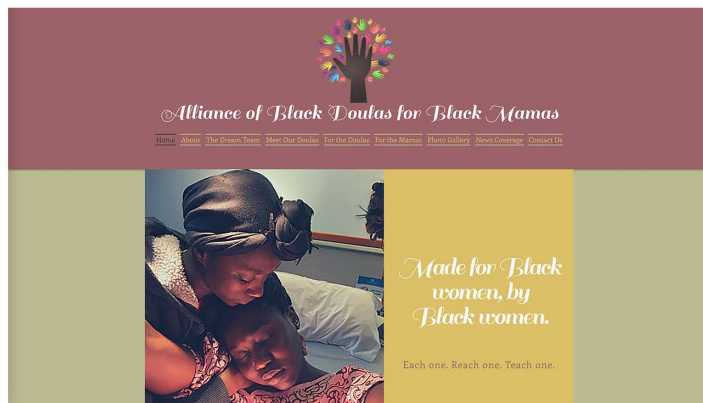 Alliance of Black Doulas for Black Mamas
Home About The Dream Team Meet Our Doulas For the Doulas For the Mamas Photo Gallery News Coverage Contact Us
Made for Black
women, by
Black women.
Each one. Reach one. Teach one.